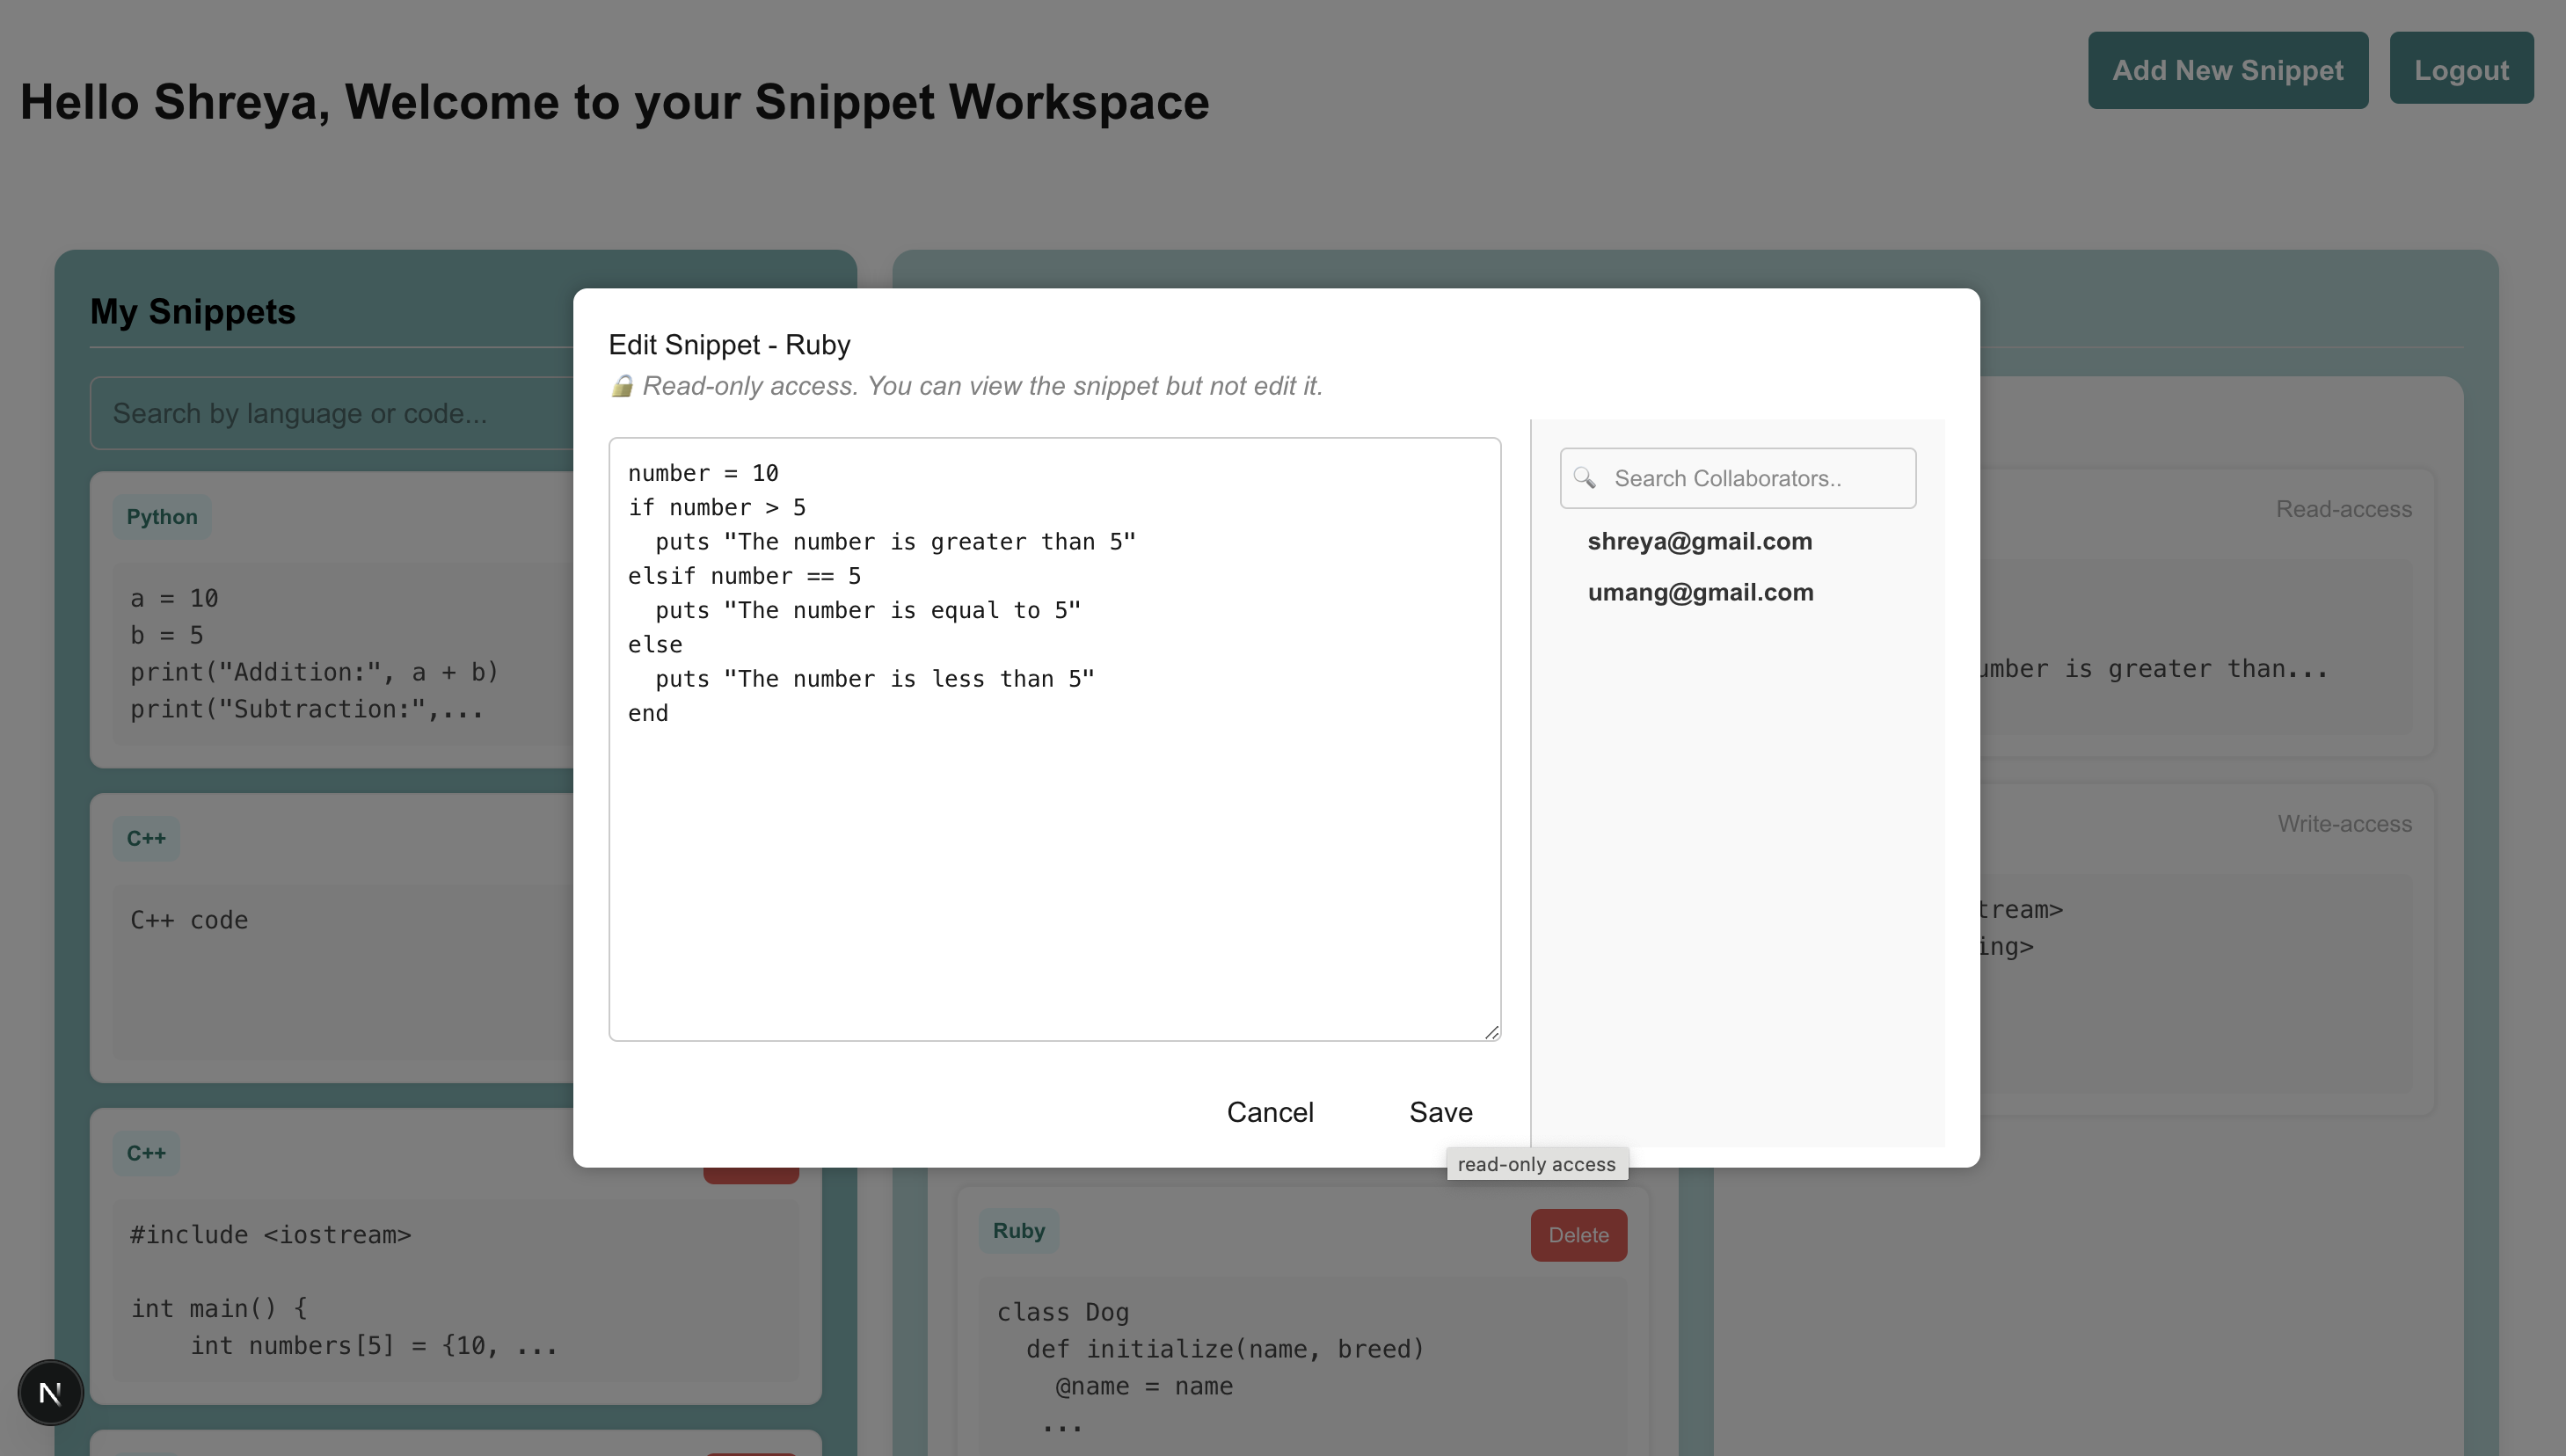 Hello Shreya, Welcome to your Snippet Workspace
Add New Snippet
Logout
My Snippets
Search by language or code...
Python
a = 10
b = 5
print("Addition:", a + b)
print("Subtraction:",...
C++
C++ code
C++
#include <iostream>
int main() {
    int numbers[5] = {10, ...
Edit Snippet - Ruby
🔒 Read-only access. You can view the snippet but not edit it.
number = 10
if number > 5
  puts "The number is greater than 5"
elsif number == 5
  puts "The number is equal to 5"
else
  puts "The number is less than 5"
end
Search Collaborators..
shreya@gmail.com
umang@gmail.com
Cancel
Save
read-only access
Read-access
is greater than...
Write-access
Ruby
Delete
class Dog
  def initialize(name, breed)
    @name = name
   ...
N